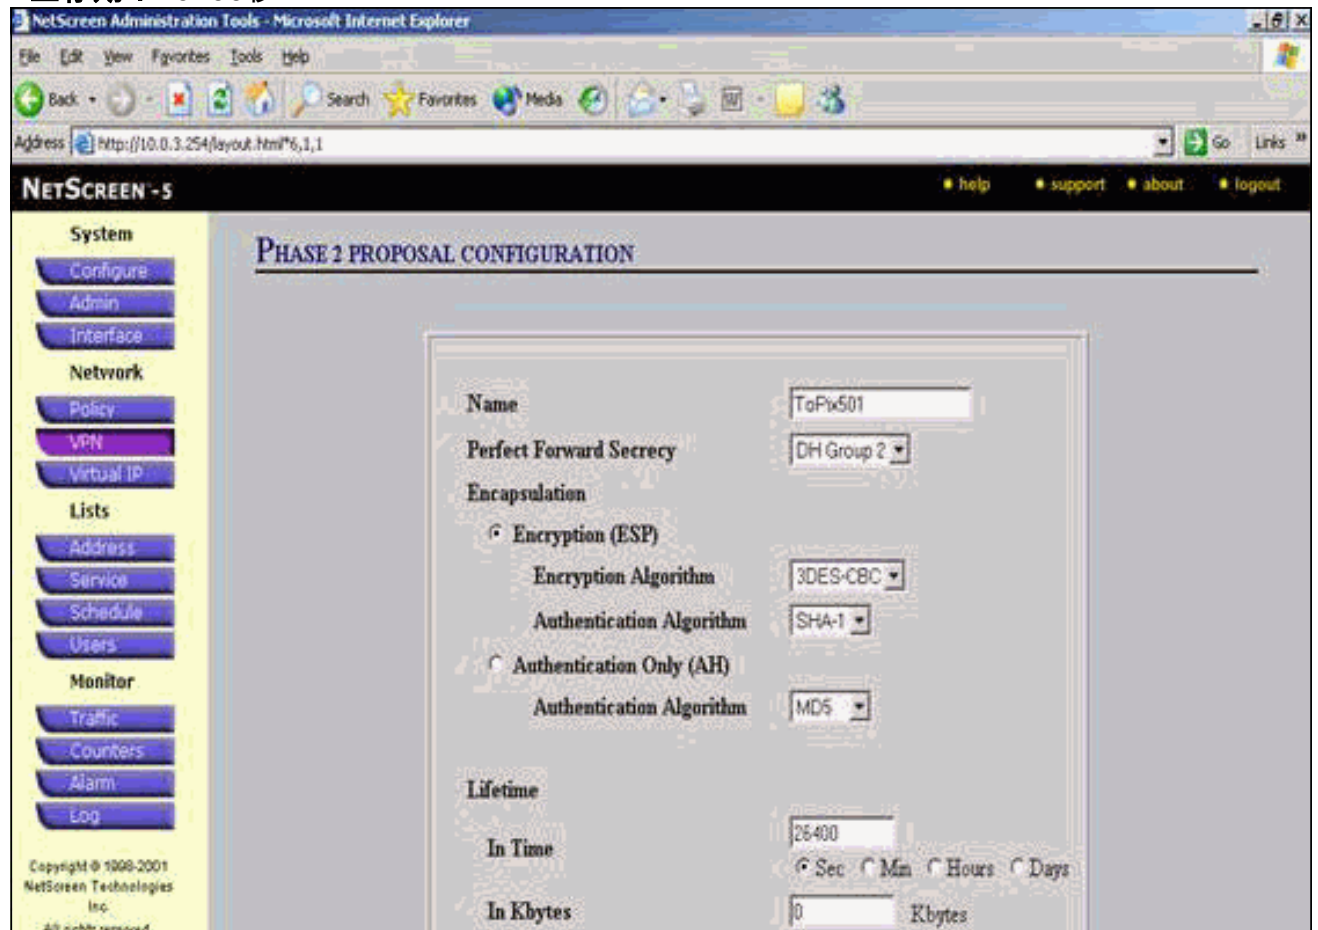 NetScreen Administration Tools - Microsoft Internet Explorer
File Edit View Favorites Tools Help
Back Search Favorites Media
Address http://10.0.3.254/layout.html*6,1,1 Go Links »
NETSCREEN-5 help support about logout
System
Configure
Admin
Interface
Network
Policy
VPN
Virtual IP
Lists
Address
Service
Schedule
Users
Monitor
Traffic
Counters
Alarm
Log
Copyright © 1998-2001
NetScreen Technologies
Inc.
All rights reserved
PHASE 2 PROPOSAL CONFIGURATION
Name ToPix501
Perfect Forward Secrecy DH Group 2
Encapsulation
Encryption (ESP)
Encryption Algorithm 3DES-CBC
Authentication Algorithm SHA-1
Authentication Only (AH)
Authentication Algorithm MD5
Lifetime
In Time 26400
Sec Min Hours Days
In Kbytes 0 Kbytes